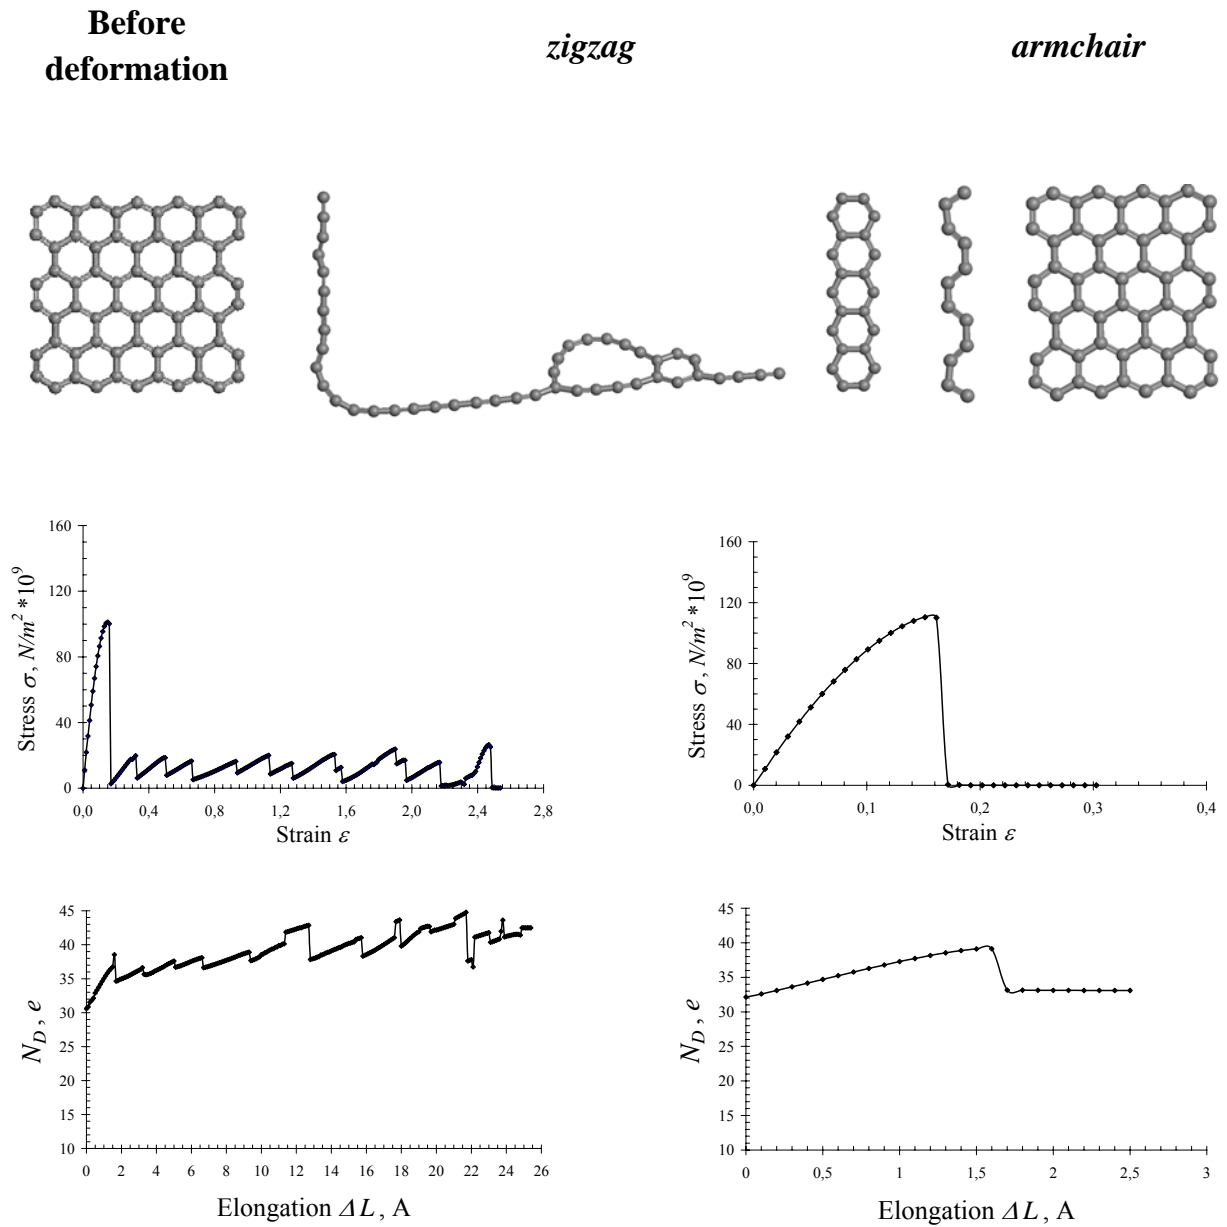 Before
deformation
zigzag
armchair
160
120
80
40
0
Stress σ, N/m² *10⁹
0,0 0,4 0,8 1,2 1,6 2,0 2,4 2,8
Strain ε
160
120
80
40
0
Stress σ, N/m² *10⁹
0,0 0,1 0,2 0,3 0,4
Strain ε
45
40
35
30
25
20
15
10
N_D, e
0 2 4 6 8 10 12 14 16 18 20 22 24 26
Elongation ΔL, A
45
40
35
30
25
20
15
10
N_D, e
0 0,5 1 1,5 2 2,5 3
Elongation ΔL, A